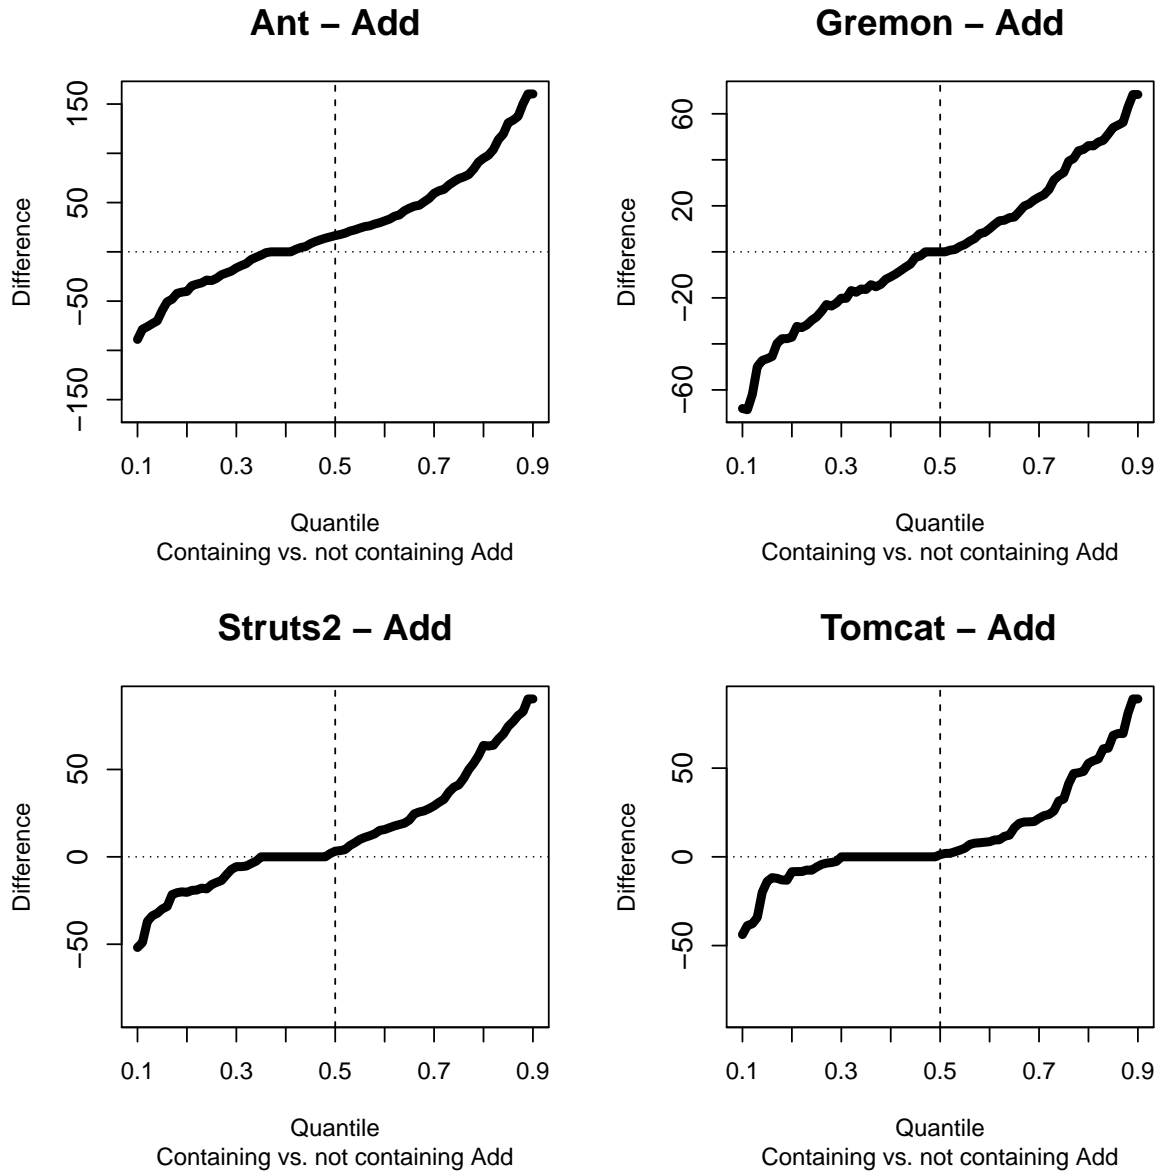 Ant – Add
150
50
−50
−150
Difference
0.1 0.3 0.5 0.7 0.9
Quantile
Containing vs. not containing Add
Gremon – Add
60
20
−20
−60
Difference
0.1 0.3 0.5 0.7 0.9
Quantile
Containing vs. not containing Add
Struts2 – Add
50
0
−50
Difference
0.1 0.3 0.5 0.7 0.9
Quantile
Containing vs. not containing Add
Tomcat – Add
50
0
−50
Difference
0.1 0.3 0.5 0.7 0.9
Quantile
Containing vs. not containing Add